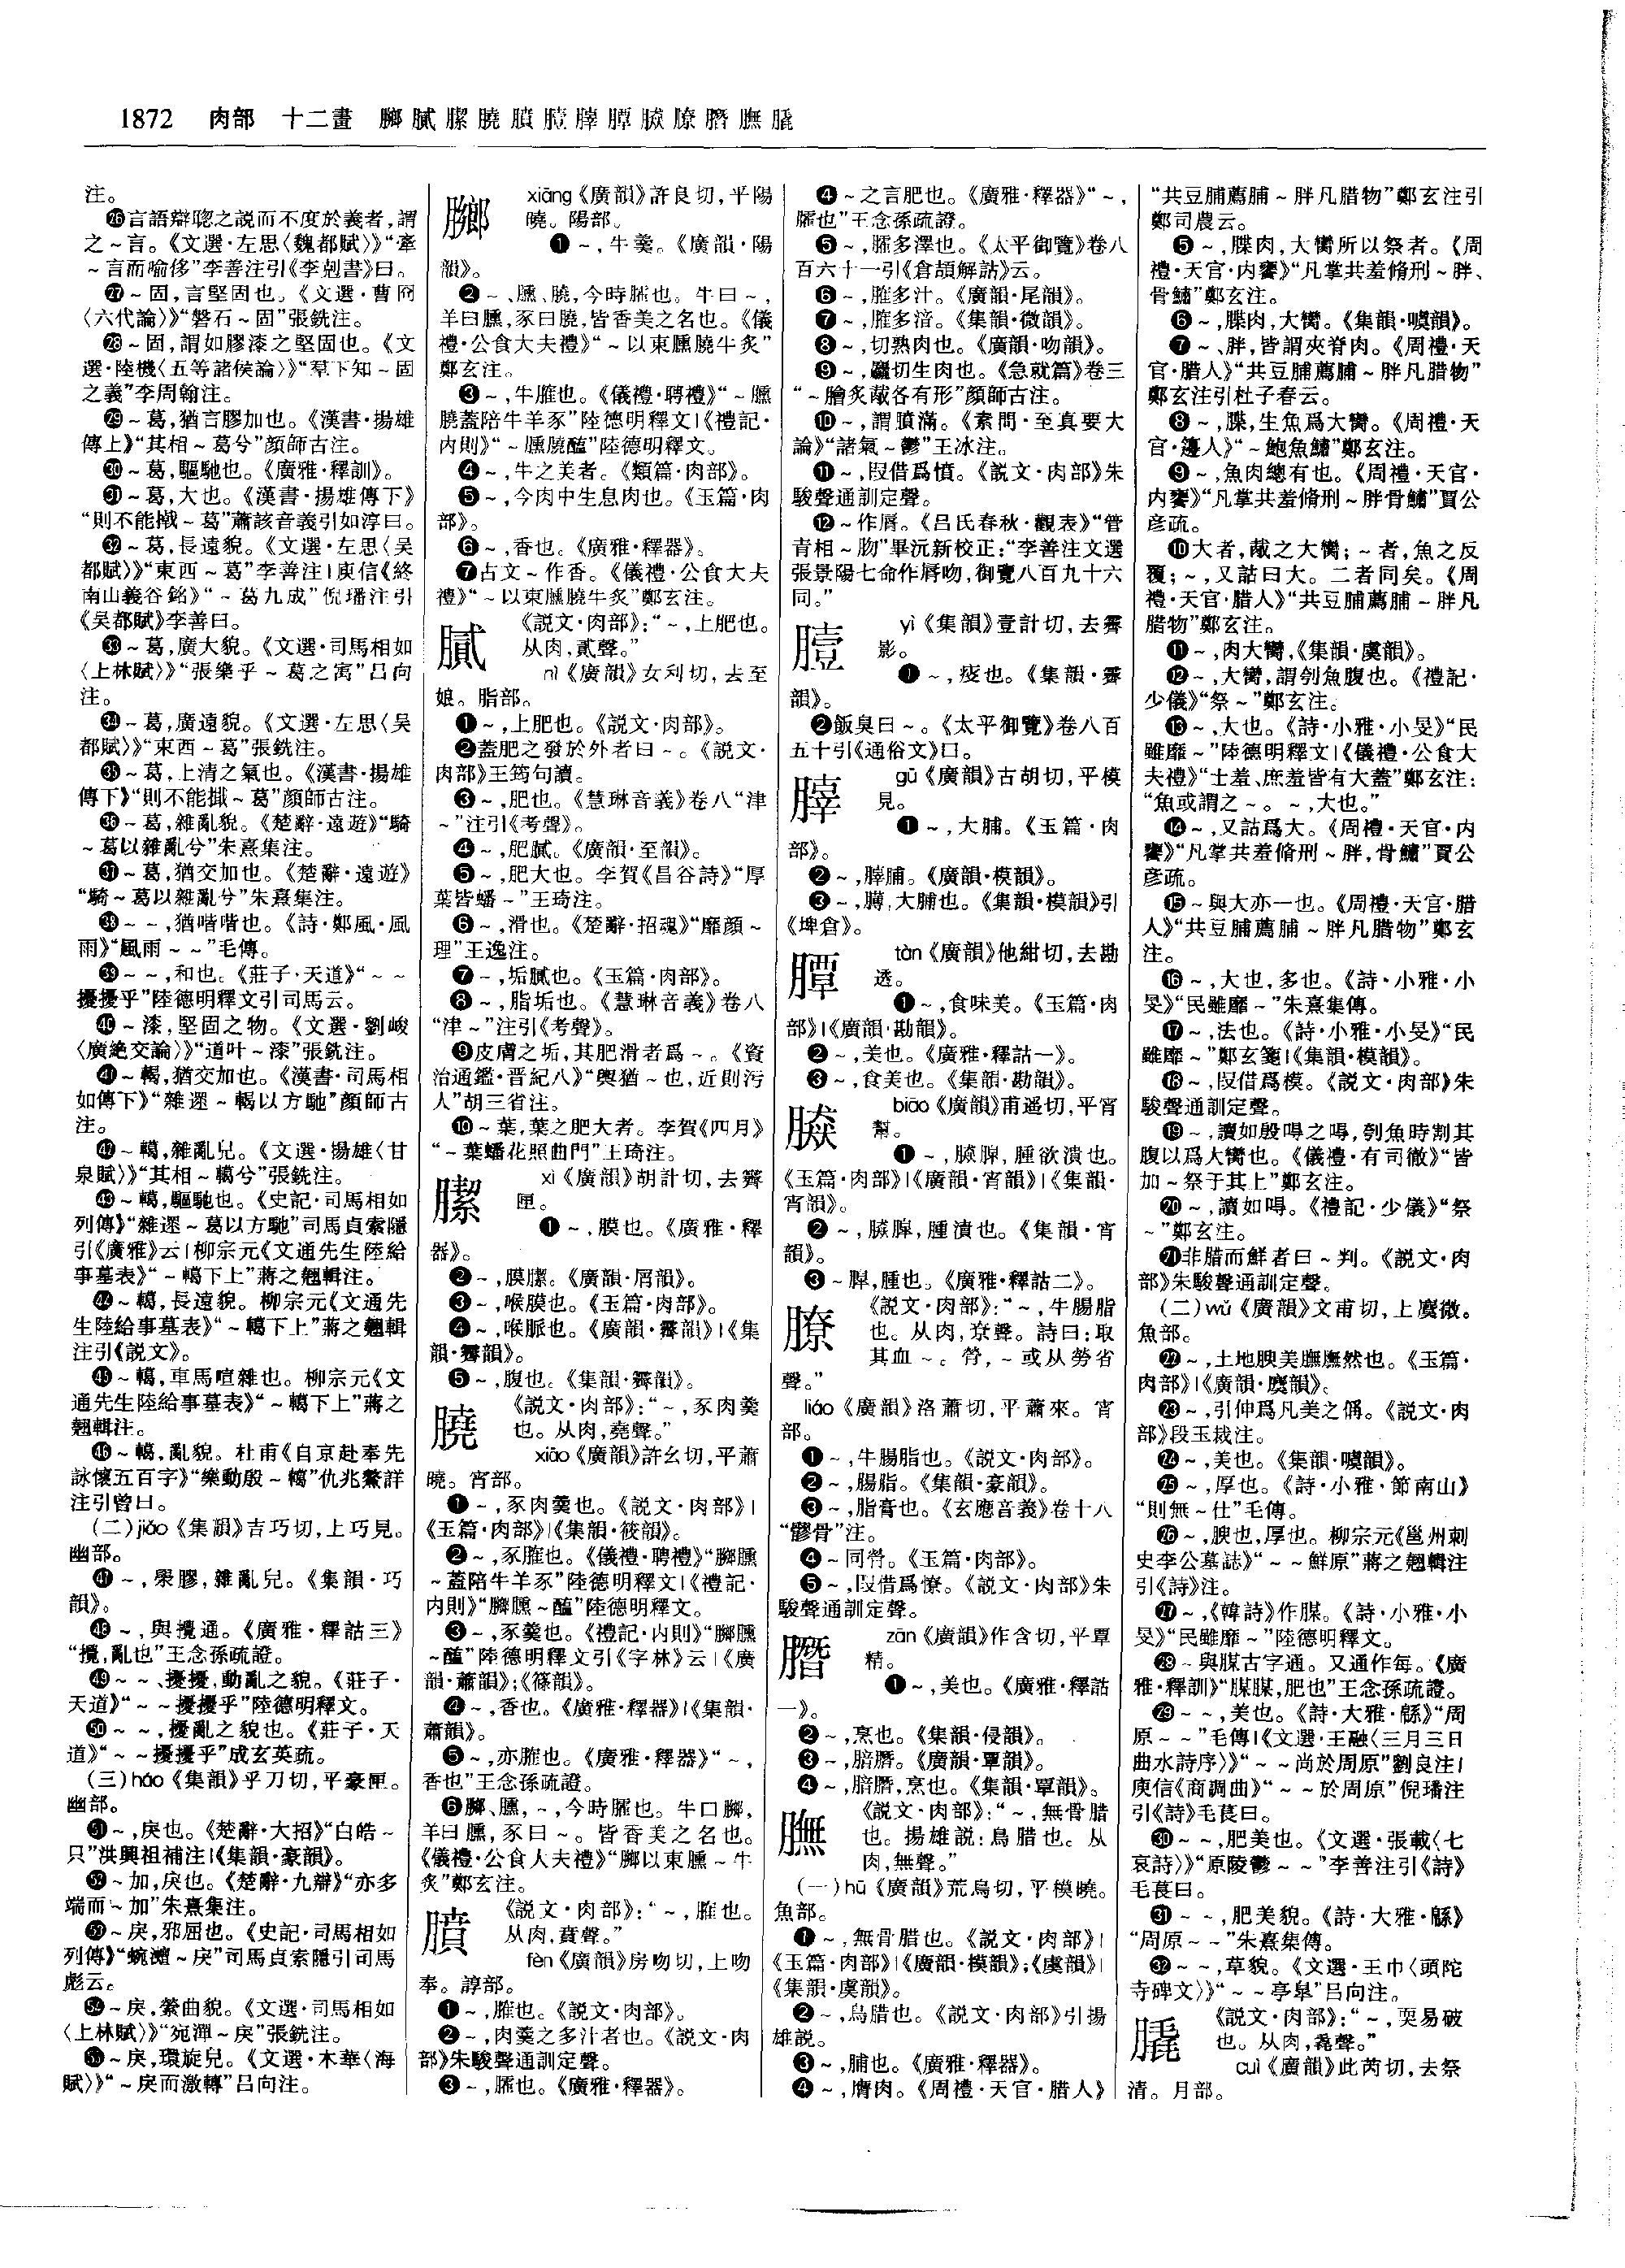 1872 肉部 十二畫 膷膩䐼膮膹㬤𦢊膻𦢁膫𦢛膴膬
注。
㉖言語辯聰之説而不度於義者,謂
之~言。《文選·左思〈魏都賦〉》“牽
~言而喻侈”李善注引《李剋書》曰。
㉗~固,言堅固也。《文選·曹冏
〈六代論〉》“磐石~固”張銑注。
㉘~固,謂如膠漆之堅固也。《文
選·陸機〈五等諸侯論〉》“羣下知~固
之義”李周翰注。
㉙~葛,猶言膠加也。《漢書·揚雄
傳上》“其相~葛兮”顔師古注。
㉚~葛,驅馳也。《廣雅·釋訓》。
㉛~葛,大也。《漢書·揚雄傳下》
“則不能㩻~葛”蕭該音義引如淳曰。
㉜~葛,長遠貌。《文選·左思〈吴
都賦〉》“東西~葛”李善注|庾信《終
南山義谷銘》“~葛九成”倪璠注引
《吴都賦》李善曰。
㉝~葛,廣大貌。《文選·司馬相如
〈上林賦〉》“張樂乎~葛之㝢”吕向
注。
㉞~葛,廣遠貌。《文選·左思〈吴
都賦〉》“東西~葛”張銑注。
㉟~葛,上清之氣也。《漢書·揚雄
傳下》“則不能㩻~葛”顔師古注。
㊱~葛,雜亂貌。《楚辭·遠遊》“騎
~葛以雜亂兮”朱熹集注。
㊲~葛,猶交加也。《楚辭·遠遊》
“騎~葛以雜亂兮”朱熹集注。
㊳~~,猶喈喈也。《詩·鄭風·風
雨》“風雨~~”毛傳。
㊴~~,和也。《莊子·天道》“~~
擾擾乎”陸德明釋文引司馬云。
㊵~漆,堅固之物。《文選·劉峻
〈廣絶交論〉》“道叶~漆”張銑注。
㊶~輵,猶交加也。《漢書·司馬相
如傳下》“雜遝~輵以方馳”顔師古
注。
㊷~轕,雜亂皃。《文選·揚雄〈甘
泉賦〉》“其相~轕兮”張銑注。
㊸~轕,驅馳也。《史記·司馬相如
列傳》“雜遝~葛以方馳”司馬貞索隱
引《廣雅》云|柳宗元《文通先生陸給
事墓表》“~轕下上”蔣之翹輯注。
㊹~轕,長遠貌。柳宗元《文通先
生陸給事墓表》“~轕下上”蔣之翹輯
注引《説文》。
㊺~轕,車馬喧雜也。柳宗元《文
通先生陸給事墓表》“~轕下上”蔣之
翹輯注。
㊻~轕,亂貌。杜甫《自京赴奉先
詠懷五百字》“樂動殷~轕”仇兆鰲詳
注引曾曰。
(二)jiǎo《集韻》吉巧切,上巧見。
幽部。
㊼~,㬥膠,雜亂皃。《集韻·巧
韻》。
㊽~,與攪通。《廣雅·釋詁三》
“攪,亂也”王念孫疏證。
㊾~~、擾擾,動亂之貌。《莊子·
天道》“~~擾擾乎”陸德明釋文。
㊿~~,擾亂之貌也。《莊子·天
道》“~~擾擾乎”成玄英疏。
(三)háo《集韻》乎刀切,平豪匣。
幽部。
51~,戾也。《楚辭·大招》“白皓~
只”洪興祖補注|《集韻·豪韻》。
52~加,戾也。《楚辭·九辯》“亦多
端而~加”朱熹集注。
53~戾,邪屈也。《史記·司馬相如
列傳》“蜿灗~戾”司馬貞索隱引司馬
彪云。
54~戾,縈曲貌。《文選·司馬相如
〈上林賦〉》“宛潬~戾”張銑注。
55~戾,環旋皃。《文選·木華〈海
賦〉》“~戾而激轉”吕向注。
膷 xiāng《廣韻》許良切,平陽
曉。陽部。
❶~,牛羹。《廣韻·陽
韻》。
❷~、臐、膮,今時臛也。牛曰~,
羊曰臐,豕曰膮,皆香美之名也。《儀
禮·公食大夫禮》“~以東臐膮牛炙”
鄭玄注。
❸~,牛臛也。《儀禮·聘禮》“~臐
膮蓋陪牛羊豕”陸德明釋文|《禮記·
内則》“~臐膮醢”陸德明釋文。
❹~,牛之美者。《類篇·肉部》。
❺~,今肉中生息肉也。《玉篇·肉
部》。
❻~,香也。《廣雅·釋器》。
❼古文~作香。《儀禮·公食大夫
禮》“~以東臐膮牛炙”鄭玄注。
膩 《説文·肉部》:“~,上肥也。
从肉,貳聲。”
nì《廣韻》女利切,去至
娘。脂部。
❶~,上肥也。《説文·肉部》。
❷蓋肥之發於外者曰~。《説文·
肉部》王筠句讀。
❸~,肥也。《慧琳音義》卷八“津
~”注引《考聲》。
❹~,肥膩。《廣韻·至韻》。
❺~,肥大也。李賀《昌谷詩》“厚
葉皆蟠~”王琦注。
❻~,滑也。《楚辭·招魂》“靡顔~
理”王逸注。
❼~,垢膩也。《玉篇·肉部》。
❽~,脂垢也。《慧琳音義》卷八
“津~”注引《考聲》。
❾皮膚之垢,其肥滑者爲~。《資
治通鑑·晋紀八》“輿猶~也,近則污
人”胡三省注。
❿~葉,葉之肥大者。李賀《四月》
“~葉蟠花照曲門”王琦注。
䐼 xì《廣韻》胡計切,去霽
匣。
❶~,膜也。《廣雅·釋
器》。
❷~,膜䐼。《廣韻·屑韻》。
❸~,喉膜也。《玉篇·肉部》。
❹~,喉脈也。《廣韻·霽韻》|《集
韻·霽韻》。
❺~,腹也。《集韻·霽韻》。
膮 《説文·肉部》:“~,豕肉羹
也。从肉,堯聲。”
xiāo《廣韻》許幺切,平蕭
曉。宵部。
❶~,豕肉羹也。《説文·肉部》|
《玉篇·肉部》|《集韻·筱韻》。
❷~,豕臛也。《儀禮·聘禮》“膷臐
~蓋陪牛羊豕”陸德明釋文|《禮記·
内則》“膷臐~醢”陸德明釋文。
❸~,豕羹也。《禮記·内則》“膷臐
~醢”陸德明釋文引《字林》云|《廣
韻·蕭韻》;《篠韻》。
❹~,香也。《廣雅·釋器》|《集韻·
蕭韻》。
❺~,亦臛也。《廣雅·釋器》“~,
香也”王念孫疏證。
❻膷、臐,~,今時臛也。牛曰膷,
羊曰臐,豕曰~。皆香美之名也。
《儀禮·公食大夫禮》“膷以東臐~牛
炙”鄭玄注。
膹 《説文·肉部》:“~,臛也。
从肉,賁聲。”
fèn《廣韻》房吻切,上吻
奉。諄部。
❶~,臛也。《説文·肉部》。
❷~,肉羹之多汁者也。《説文·肉
部》朱駿聲通訓定聲。
❸~,臛也。《廣雅·釋器》。
❹~之言肥也。《廣雅·釋器》“~,
臛也”王念孫疏證。
❺~,臛多澤也。《太平御覽》卷八
百六十一引《倉頡解詁》云。
❻~,臛多汁。《廣韻·尾韻》。
❼~,臛多湆。《集韻·微韻》。
❽~,切熟肉也。《廣韻·吻韻》。
❾~,麤切生肉也。《急就篇》卷三
“~膾炙胾各有形”顔師古注。
❿~,謂膹滿。《素問·至真要大
論》“諸氣~鬱”王冰注。
⓫~,叚借爲憤。《説文·肉部》朱
駿聲通訓定聲。
⓬~作脣。《吕氏春秋·觀表》“管
青相~肳”畢沅新校正:“李善注文選
張景陽七命作脣吻,御覽八百九十六
同。”
㬤 yì《集韻》壹計切,去霽
影。
❶~,㾜也。《集韻·霽
韻》。
❷飯臭曰~。《太平御覽》卷八百
五十引《通俗文》曰。
gū《廣韻》古胡切,平模
見。
❶~,大脯。《玉篇·肉
部》。
❷~,膵脯。《廣韻·模韻》。
❸~,膊,大脯也。《集韻·模韻》引
《埤倉》。
tàn《廣韻》他紺切,去勘
透。
❶~,食味美。《玉篇·肉
部》|《廣韻·勘韻》。
❷~,美也。《廣雅·釋詁一》。
❸~,食美也。《集韻·勘韻》。
biāo《廣韻》甫遥切,平宵
幫。
❶~,㬱脝,腫欲潰也。
《玉篇·肉部》|《廣韻·宵韻》|《集韻·
宵韻》。
❷~,㬱脝,腫潰也。《集韻·宵
韻》。
❸~脝,腫也。《廣雅·釋詁二》。
膫 《説文·肉部》:“~,牛腸脂
也。从肉,尞聲。詩曰:取
其血~。膋,~或从勞省
聲。”
liáo《廣韻》洛蕭切,平蕭來。宵
部。
❶~,牛腸脂也。《説文·肉部》。
❷~,腸脂。《集韻·豪韻》。
❸~,脂膏也。《玄應音義》卷十八
“髎骨”注。
❹~同膋。《玉篇·肉部》。
❺~,叚借爲憭。《説文·肉部》朱
駿聲通訓定聲。
zān《廣韻》作含切,平覃
精。
❶~,美也。《廣雅·釋詁
一》。
❷~,烹也。《集韻·侵韻》。
❸~,腤䐶。《廣韻·覃韻》。
❹~,腤䐶,烹也。《集韻·覃韻》。
膴 《説文·肉部》:“~,無骨腊
也。揚雄説:鳥腊也。从
肉,無聲。”
(一)hū《廣韻》荒烏切,平模曉。
魚部。
❶~,無骨腊也。《説文·肉部》|
《玉篇·肉部》|《廣韻·模韻》;《虞韻》|
《集韻·虞韻》。
❷~,鳥腊也。《説文·肉部》引揚
雄説。
❸~,脯也。《廣雅·釋器》。
❹~,膺肉。《周禮·天官·腊人》
“共豆脯薦脯~胖凡腊物”鄭玄注引
鄭司農云。
❺~,牒肉,大臠所以祭者。《周
禮·天官·内饔》“凡掌共羞脩刑~胖、
骨鱐”鄭玄注。
❻~,牒肉,大臠。《集韻·噳韻》。
❼~、胖,皆謂夾脊肉。《周禮·天
官·腊人》“共豆脯薦脯~胖凡腊物”
鄭玄注引杜子春云。
❽~,牒,生魚爲大臠。《周禮·天
官·籩人》“~鮑魚鱐”鄭玄注。
❾~,魚肉總有也。《周禮·天官·
内饔》“凡掌共羞脩刑~胖骨鱐”賈公
彦疏。
❿大者,胾之大臠;~者,魚之反
覆;~,又詁曰大。二者同矣。《周
禮·天官·腊人》“共豆脯薦脯~胖凡
腊物”鄭玄注。
⓫~,肉大臠,《集韻·虞韻》。
⓬~,大臠,謂刳魚腹也。《禮記·
少儀》“祭~”鄭玄注。
⓭~,大也。《詩·小雅·小旻》“民
雖靡~”陸德明釋文|《儀禮·公食大
夫禮》“士羞、庶羞皆有大蓋”鄭玄注:
“魚或謂之~。~,大也。”
⓮~,又詁爲大。《周禮·天官·内
饔》“凡掌共羞脩刑~胖,骨鱐”賈公
彦疏。
⓯~與大亦一也。《周禮·天官·腊
人》“共豆脯薦脯~胖凡腊物”鄭玄
注。
⓰~,大也,多也。《詩·小雅·小
旻》“民雖靡~”朱熹集傳。
⓱~,法也。《詩·小雅·小旻》“民
雖靡~”鄭玄箋|《集韻·模韻》。
⓲~,叚借爲模。《説文·肉部》朱
駿聲通訓定聲。
⓳~,讀如殷冔之冔,刳魚時割其
腹以爲大臠也。《儀禮·有司徹》“皆
加~祭于其上”鄭玄注。
⓴~,讀如冔。《禮記·少儀》“祭
~”鄭玄注。
㉑非腊而鮮者曰~判。《説文·肉
部》朱駿聲通訓定聲。
(二)wǔ《廣韻》文甫切,上麌微。
魚部。
㉒~,土地腴美膴膴然也。《玉篇·
肉部》|《廣韻·麌韻》。
㉓~,引伸爲凡美之偁。《説文·肉
部》段玉裁注。
㉔~,美也。《集韻·噳韻》。
㉕~,厚也。《詩·小雅·節南山》
“則無~仕”毛傳。
㉖~,腴也,厚也。柳宗元《邕州刺
史李公墓誌》“~~鮮原”蔣之翹輯注
引《詩》注。
㉗~,《韓詩》作腜。《詩·小雅·小
旻》“民雖靡~”陸德明釋文。
㉘~與腜古字通。又通作每。《廣
雅·釋訓》“腜腜,肥也”王念孫疏證。
㉙~~,美也。《詩·大雅·緜》“周
原~~”毛傳|《文選·王融〈三月三日
曲水詩序〉》“~~尚於周原”劉良注|
庾信《商調曲》“~~於周原”倪璠注
引《詩》毛萇曰。
㉚~~,肥美也。《文選·張載〈七
哀詩〉》“原陵鬱~~”李善注引《詩》
毛萇曰。
㉛~~,肥美貌。《詩·大雅·緜》
“周原~~”朱熹集傳。
㉜~~,草貌。《文選·王巾〈頭陀
寺碑文〉》“~~亭皋”吕向注。
膬 《説文·肉部》:“~,耎易破
也。从肉,毳聲。”
cuì《廣韻》此芮切,去祭
清。月部。